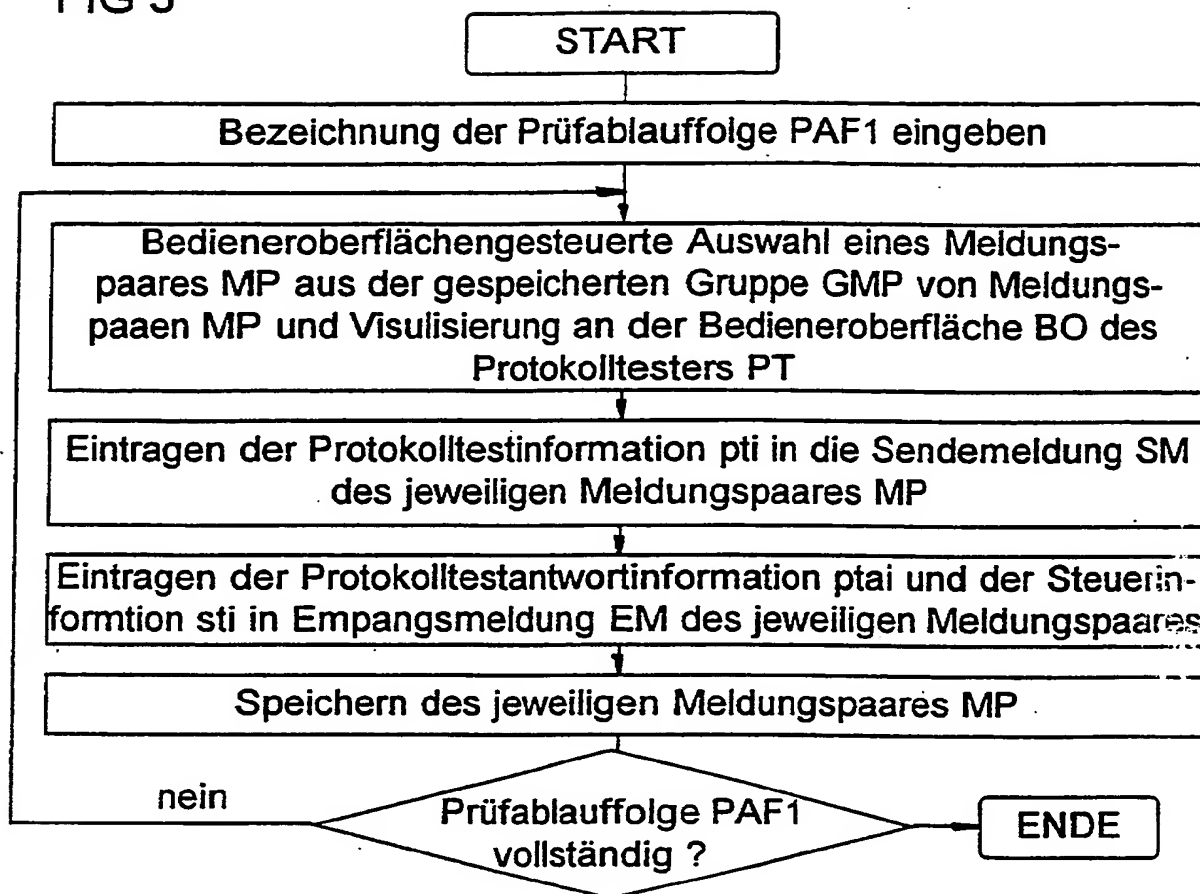 FIG 3
START
Bezeichnung der Prüfablauffolge PAF1 eingeben
Bedieneroberflächengesteuerte Auswahl eines Meldungs-
paares MP aus der gespeicherten Gruppe GMP von Meldungs-
paaen MP und Visulisierung an der Bedieneroberfläche BO des
Protokolltesters PT
Eintragen der Protokolltestinformation pti in die Sendemeldung SM
des jeweiligen Meldungspaares MP
Eintragen der Protokolltestantwortinformation ptai und der Steuerin-
formtion sti in Empangsmeldung EM des jeweiligen Meldungspaares
Speichern des jeweiligen Meldungspaares MP
nein
Prüfablauffolge PAF1
vollständig ?
ENDE